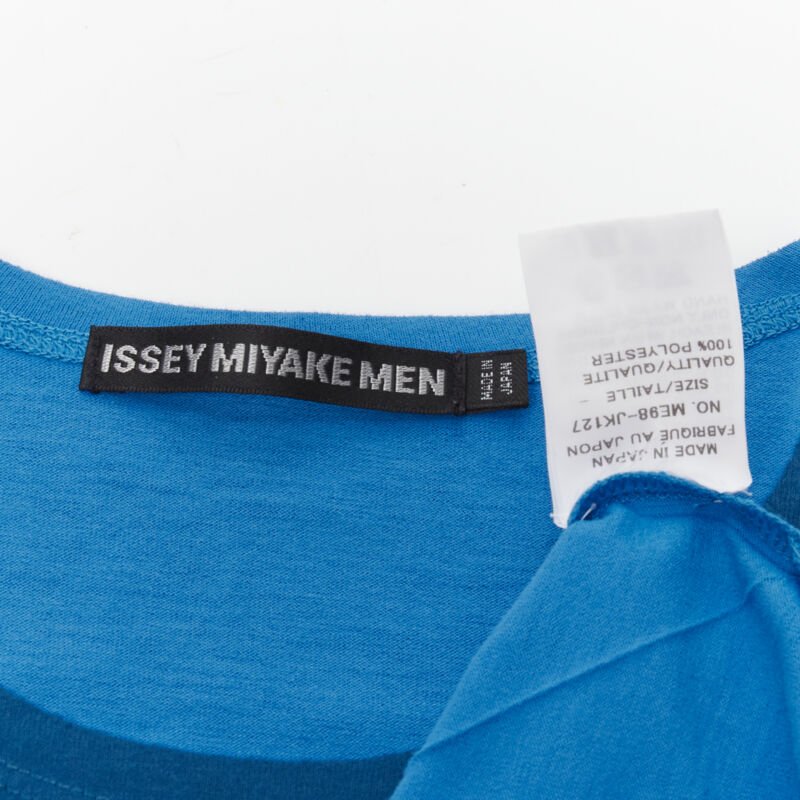 ISSEY MIYAKE MEN
MADE IN
JAPAN
MADE IN JAPAN
FABRIQUÉ AU JAPON
NO. ME98-JK127
SIZE/TAILLE -
QUALITY/QUALITE
100% POLYESTER